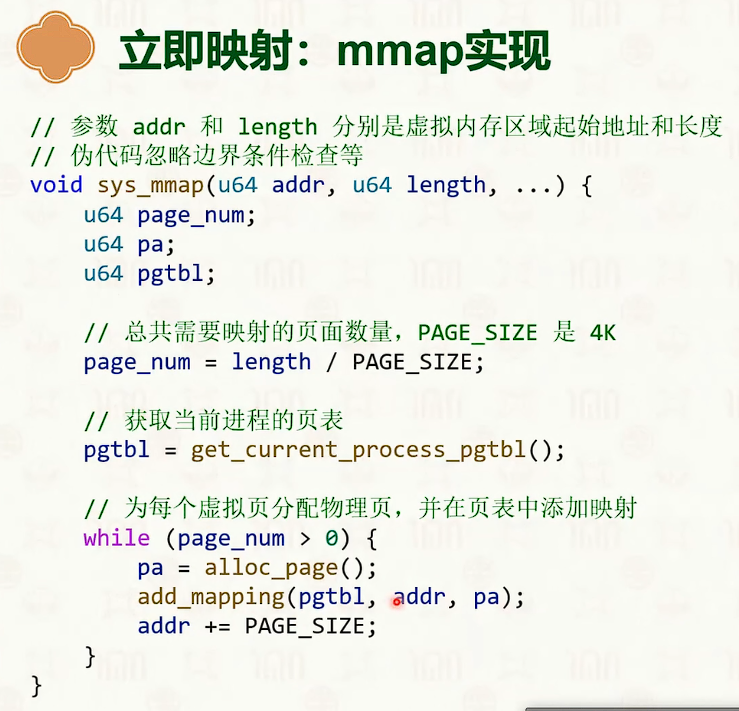 立即映射：mmap实现
// 参数 addr 和 length 分别是虚拟内存区域起始地址和长度
// 伪代码忽略边界条件检查等
void sys_mmap(u64 addr, u64 length, ...) {
    u64 page_num;
    u64 pa;
    u64 pgtbl;

    // 总共需要映射的页面数量，PAGE_SIZE 是 4K
    page_num = length / PAGE_SIZE;

    // 获取当前进程的页表
    pgtbl = get_current_process_pgtbl();

    // 为每个虚拟页分配物理页，并在页表中添加映射
    while (page_num > 0) {
        pa = alloc_page();
        add_mapping(pgtbl, addr, pa);
        addr += PAGE_SIZE;
    }
}